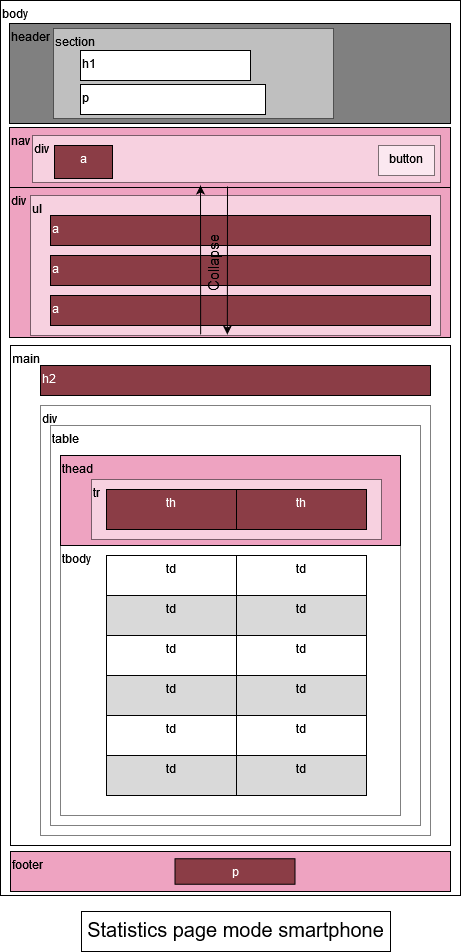 body
header
section
h1
p
nav
div
a
button
div
ul
a
a
a
Collapse
main
h2
div
table
thead
tr
th th
tbody
td td
td td
td td
td td
td td
td td
footer
p
Statistics page mode smartphone